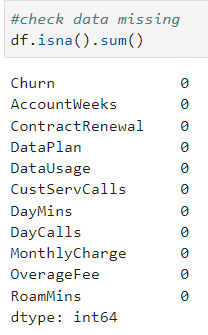 #check data missing
df.isna().sum()
Churn 0
AccountWeeks 0
ContractRenewal 0
DataPlan 0
DataUsage 0
CustServCalls 0
DayMins 0
DayCalls 0
MonthlyCharge 0
OverageFee 0
RoamMins 0
dtype: int64